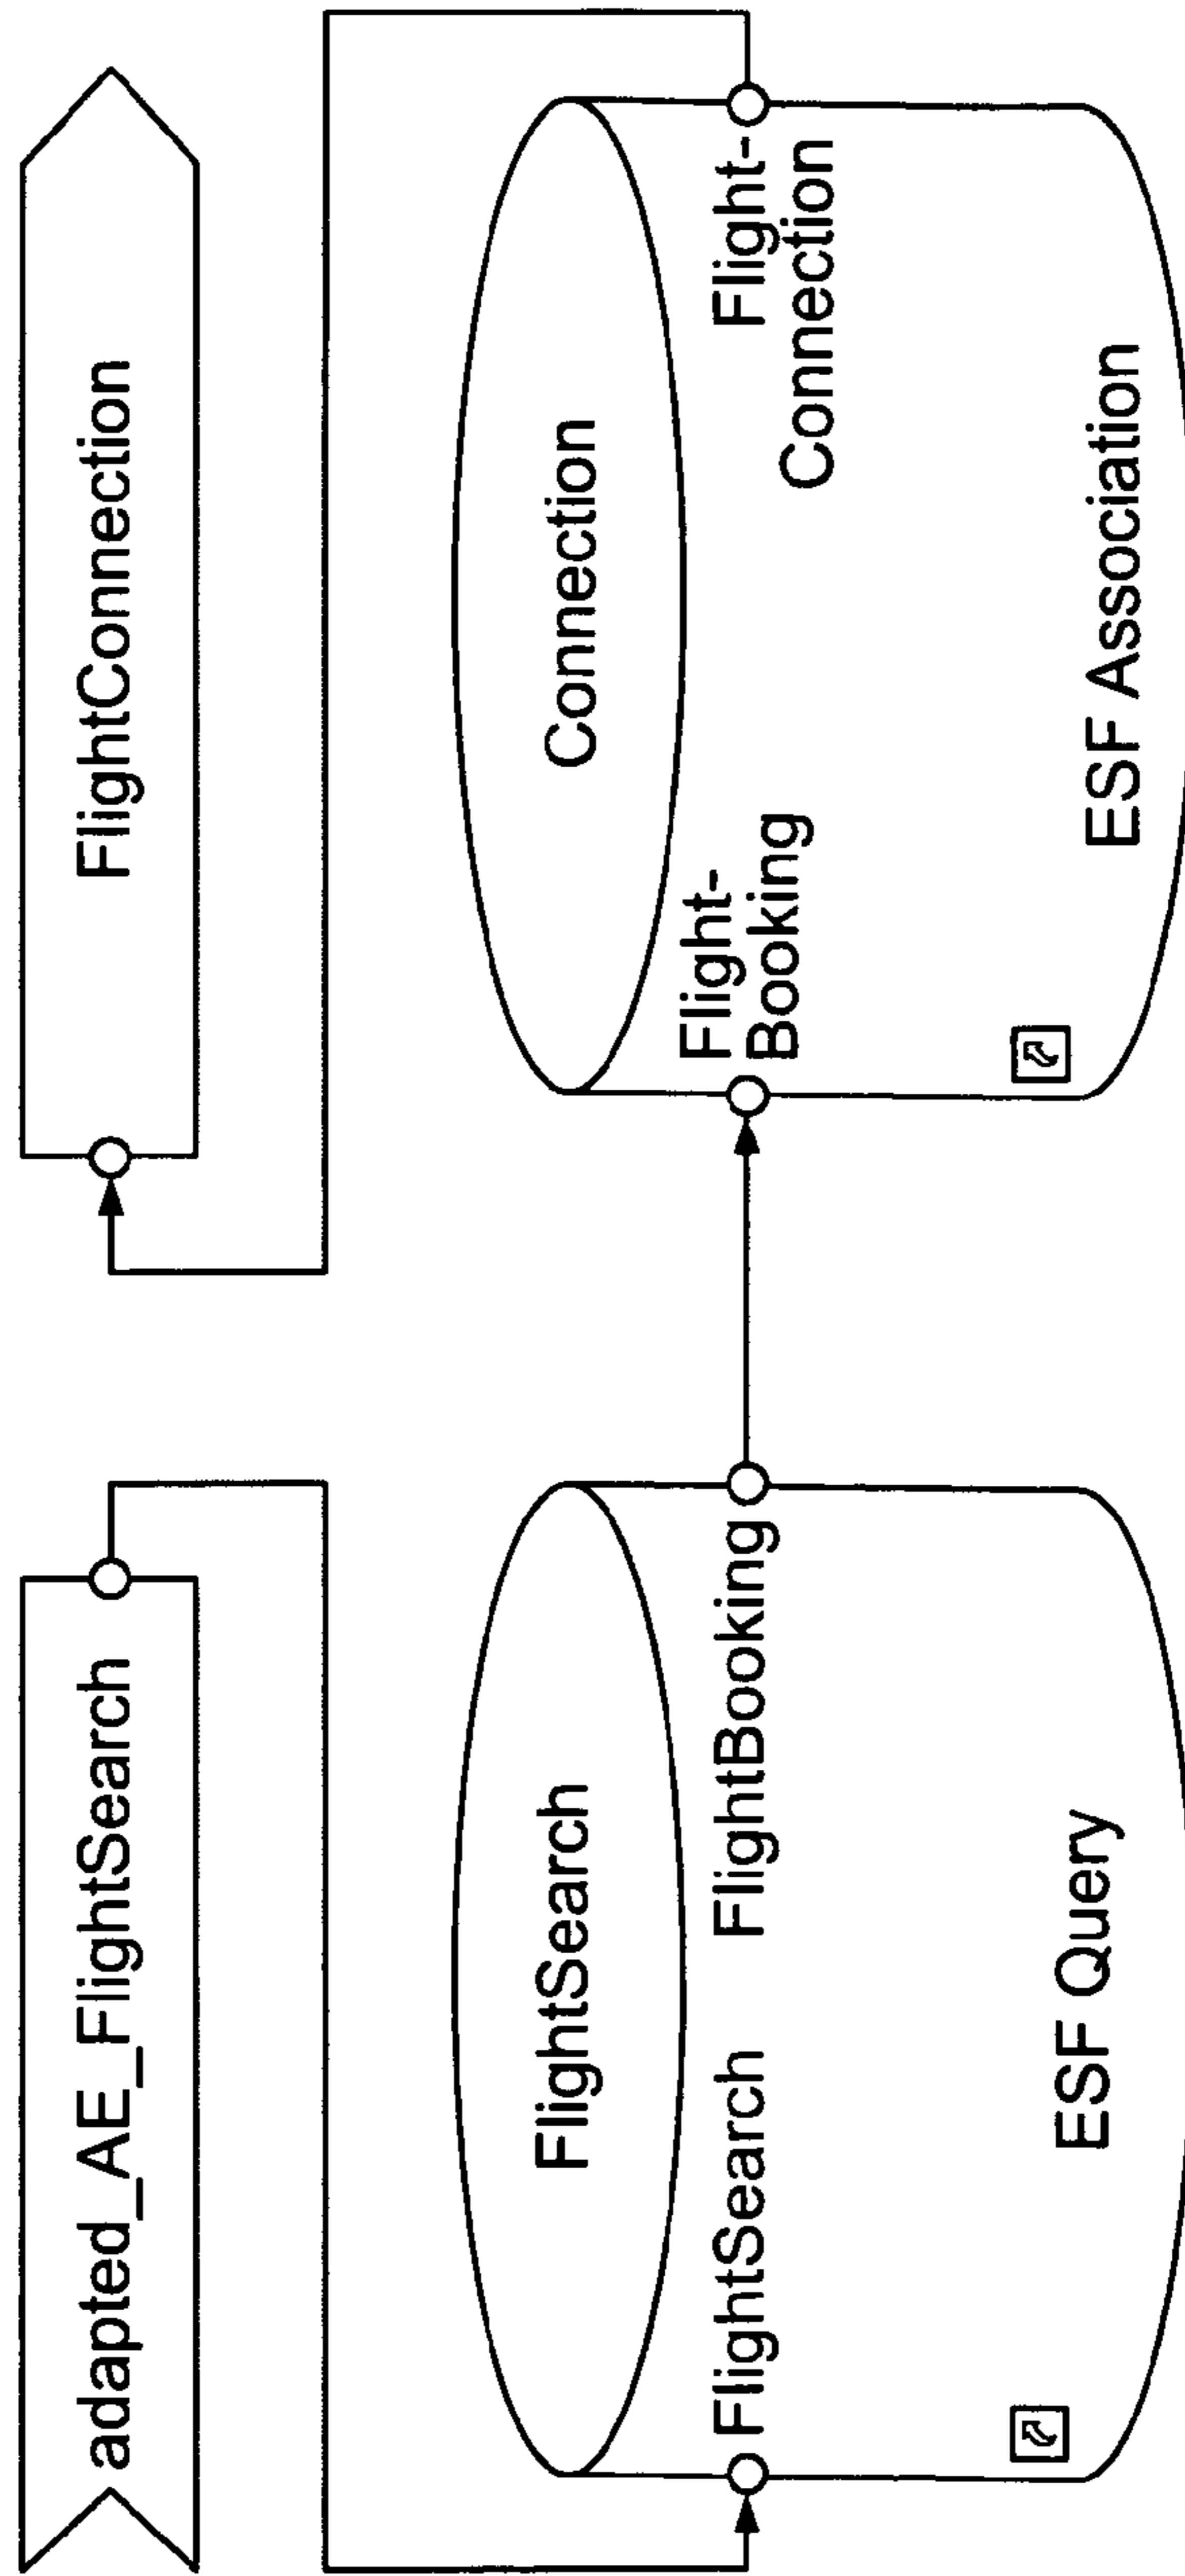 adapted_AE_FlightSearch
FlightConnection
FlightSearch
FlightSearch
FlightBooking
ESF Query
Connection
Flight-
Booking
Flight-
Connection
ESF Association